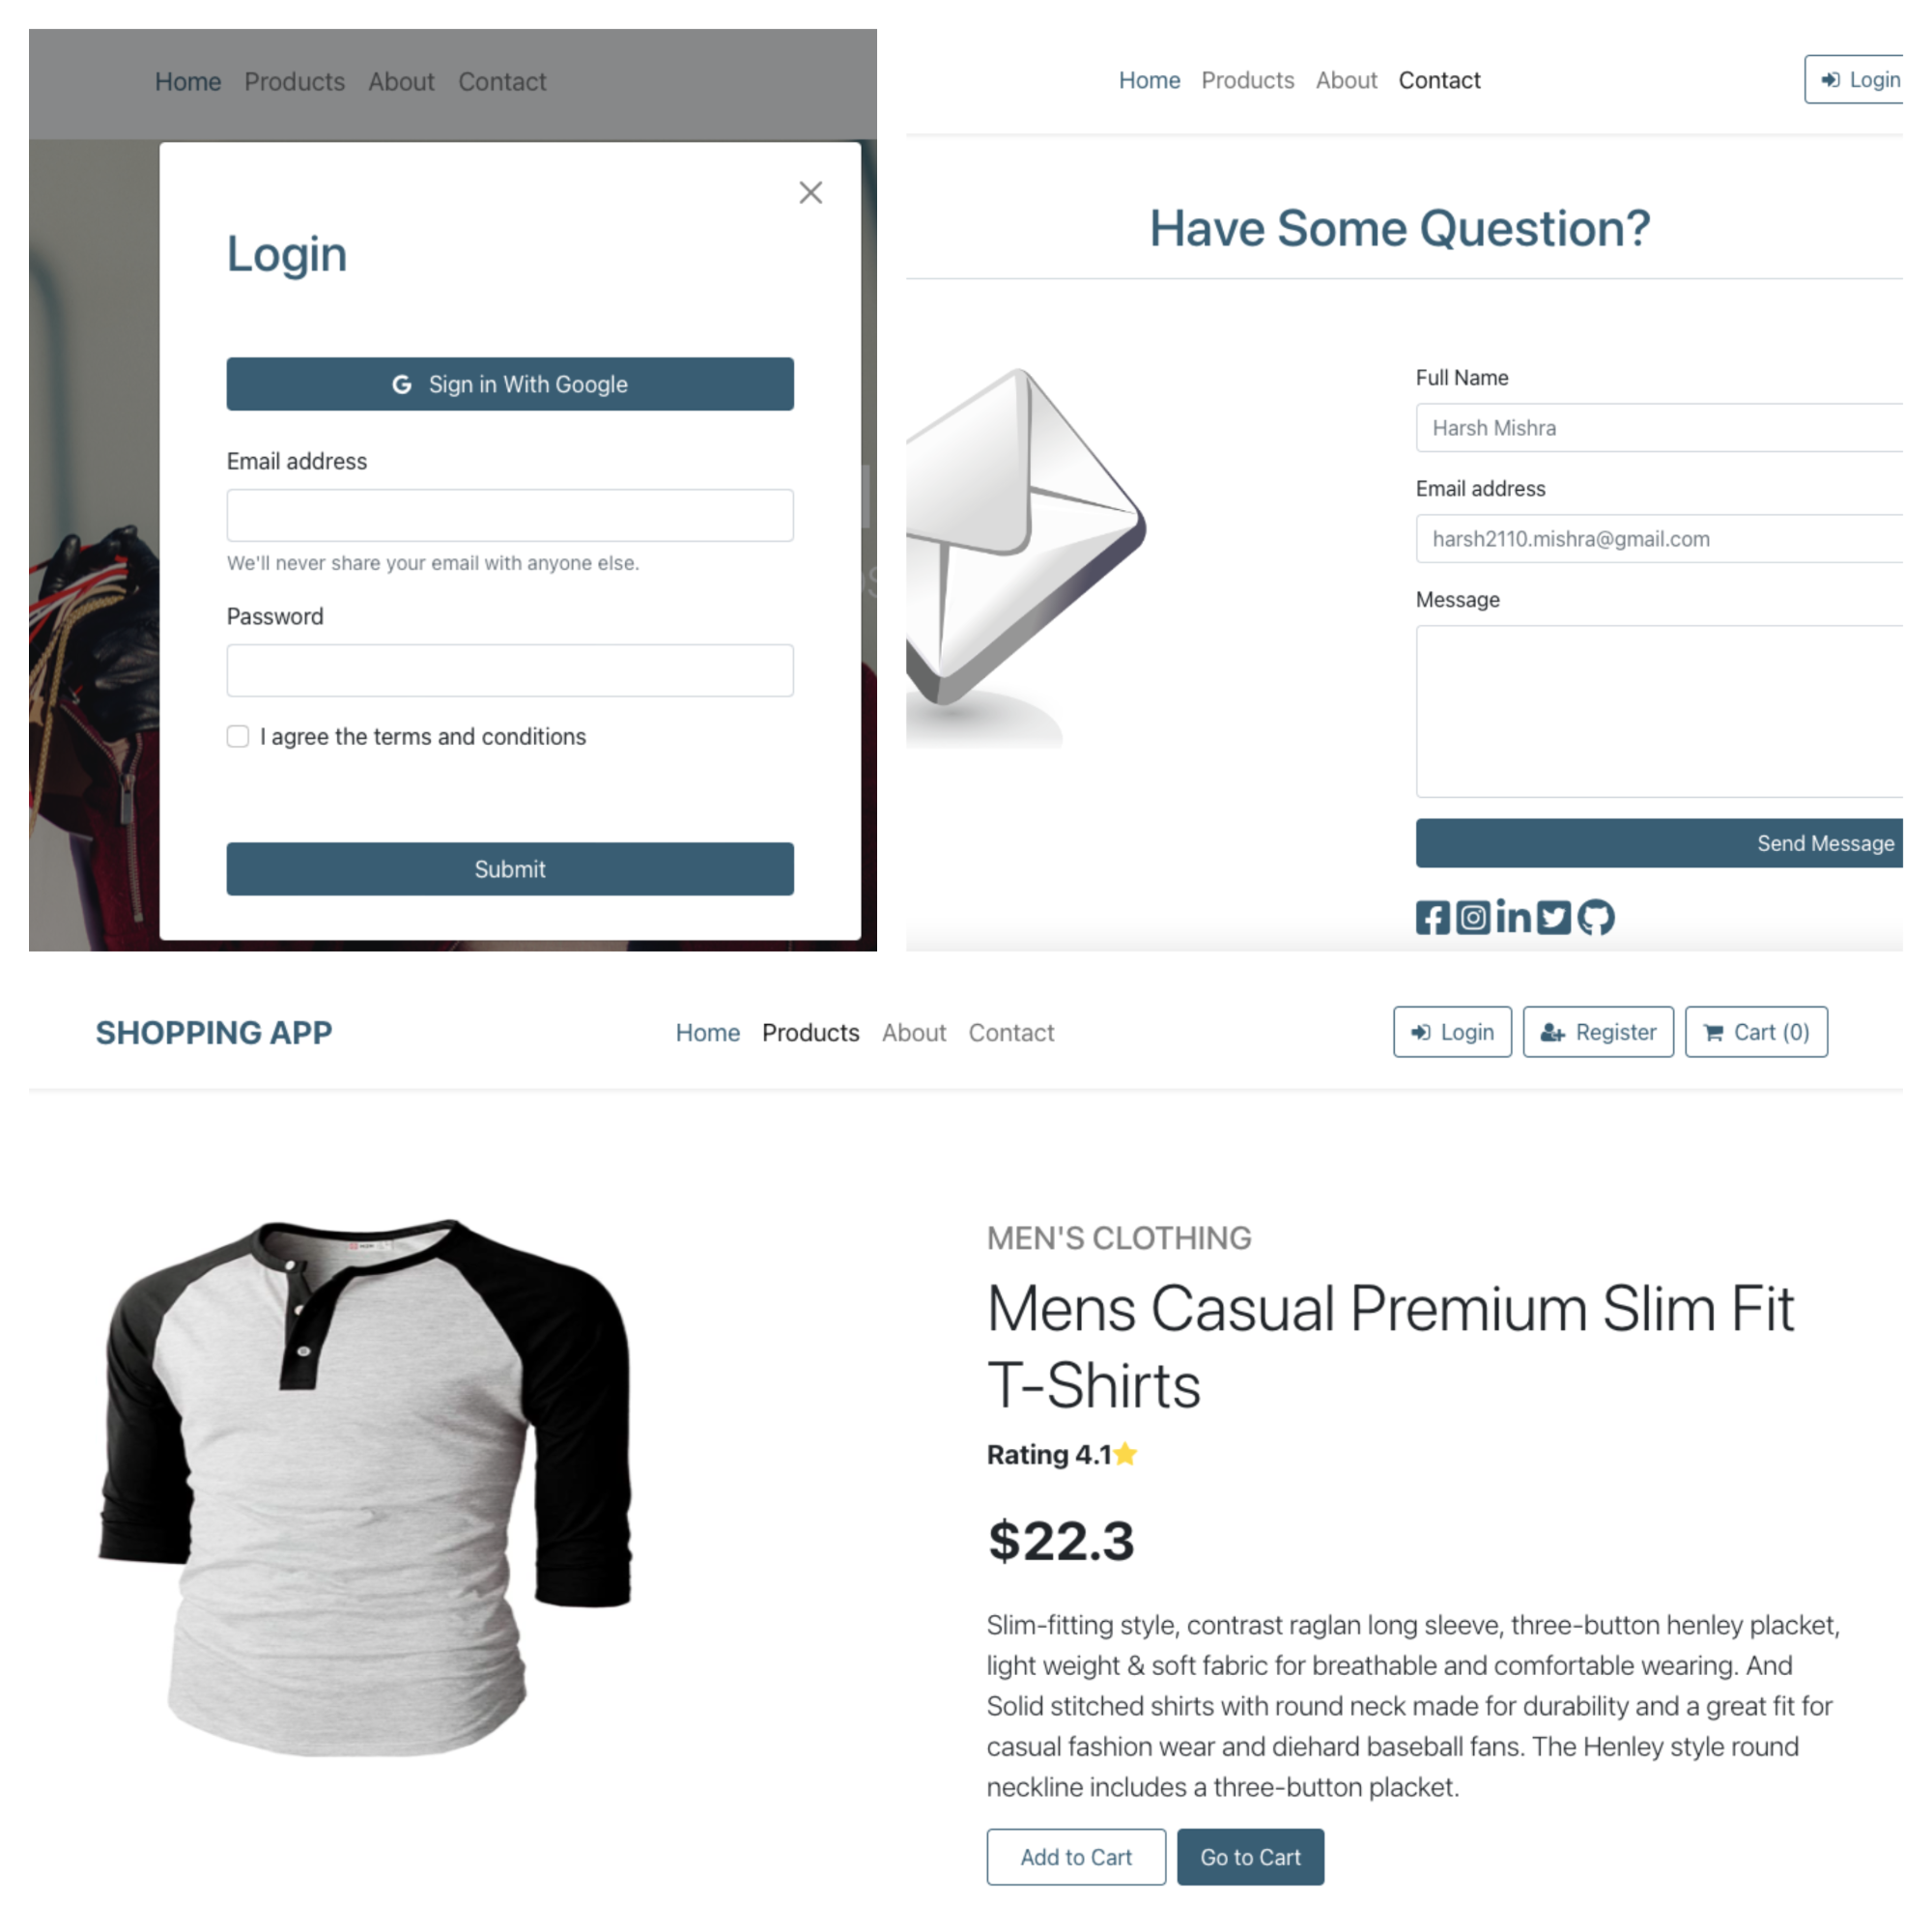 Home Products About Contact
Login
Sign in With Google
Email address
We'll never share your email with anyone else.
Password
I agree the terms and conditions
Submit
Home Products About Contact
Login
Have Some Question?
Full Name
Harsh Mishra
Email address
harsh2110.mishra@gmail.com
Message
Send Message
SHOPPING APP
Home Products About Contact
Login Register Cart (0)
MEN'S CLOTHING
Mens Casual Premium Slim Fit
T-Shirts
Rating 4.1
$22.3
Slim-fitting style, contrast raglan long sleeve, three-button henley placket,
light weight & soft fabric for breathable and comfortable wearing. And
Solid stitched shirts with round neck made for durability and a great fit for
casual fashion wear and diehard baseball fans. The Henley style round
neckline includes a three-button placket.
Add to Cart Go to Cart